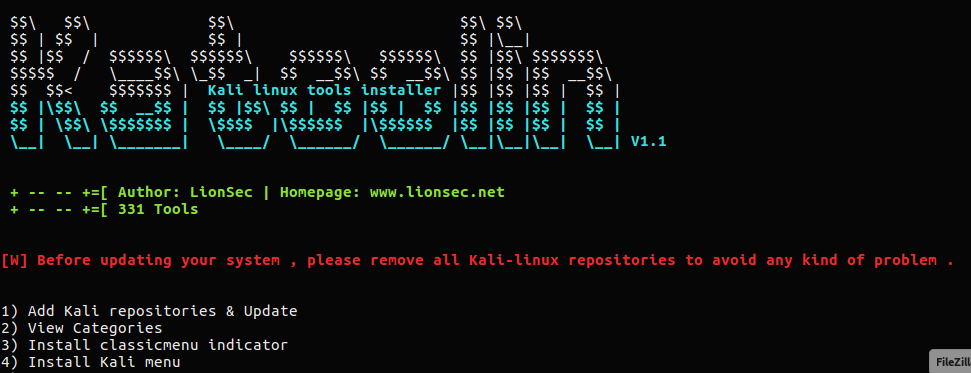 $$\   $$\             $$\                         $$\ $$\
 $$ | $$  |            $$ |                        $$ |\__|
 $$ |$$  /  $$$$$$\  $$$$$$\    $$$$$$\   $$$$$$\  $$ |$$\ $$$$$$$\
 $$$$$  /   \____$$\ \_$$  _|  $$  __$$\ $$  __$$\ $$ |$$ |$$  __$$\
 $$  $$<    $$$$$$$ |  Kali linux tools installer |$$ |$$ |$$ |  $$ |
 $$ |\$$\  $$  __$$ |  $$ |$$\ $$ |  $$ |$$ |  $$ |$$ |$$ |$$ |  $$ |
 $$ | \$$\ \$$$$$$$ |  \$$$$  |\$$$$$$  |\$$$$$$  |$$ |$$ |$$ |  $$ |
 \__|  \__| \_______|   \____/  \______/  \______/ \__|\__|\__|  \__| V1.1
 + -- -- +=[ Author: LionSec | Homepage: www.lionsec.net
 + -- -- +=[ 331 Tools
[W] Before updating your system , please remove all Kali-linux repositories to avoid any kind of problem .
1) Add Kali repositories & Update
2) View Categories
3) Install classicmenu indicator
4) Install Kali menu
FileZill